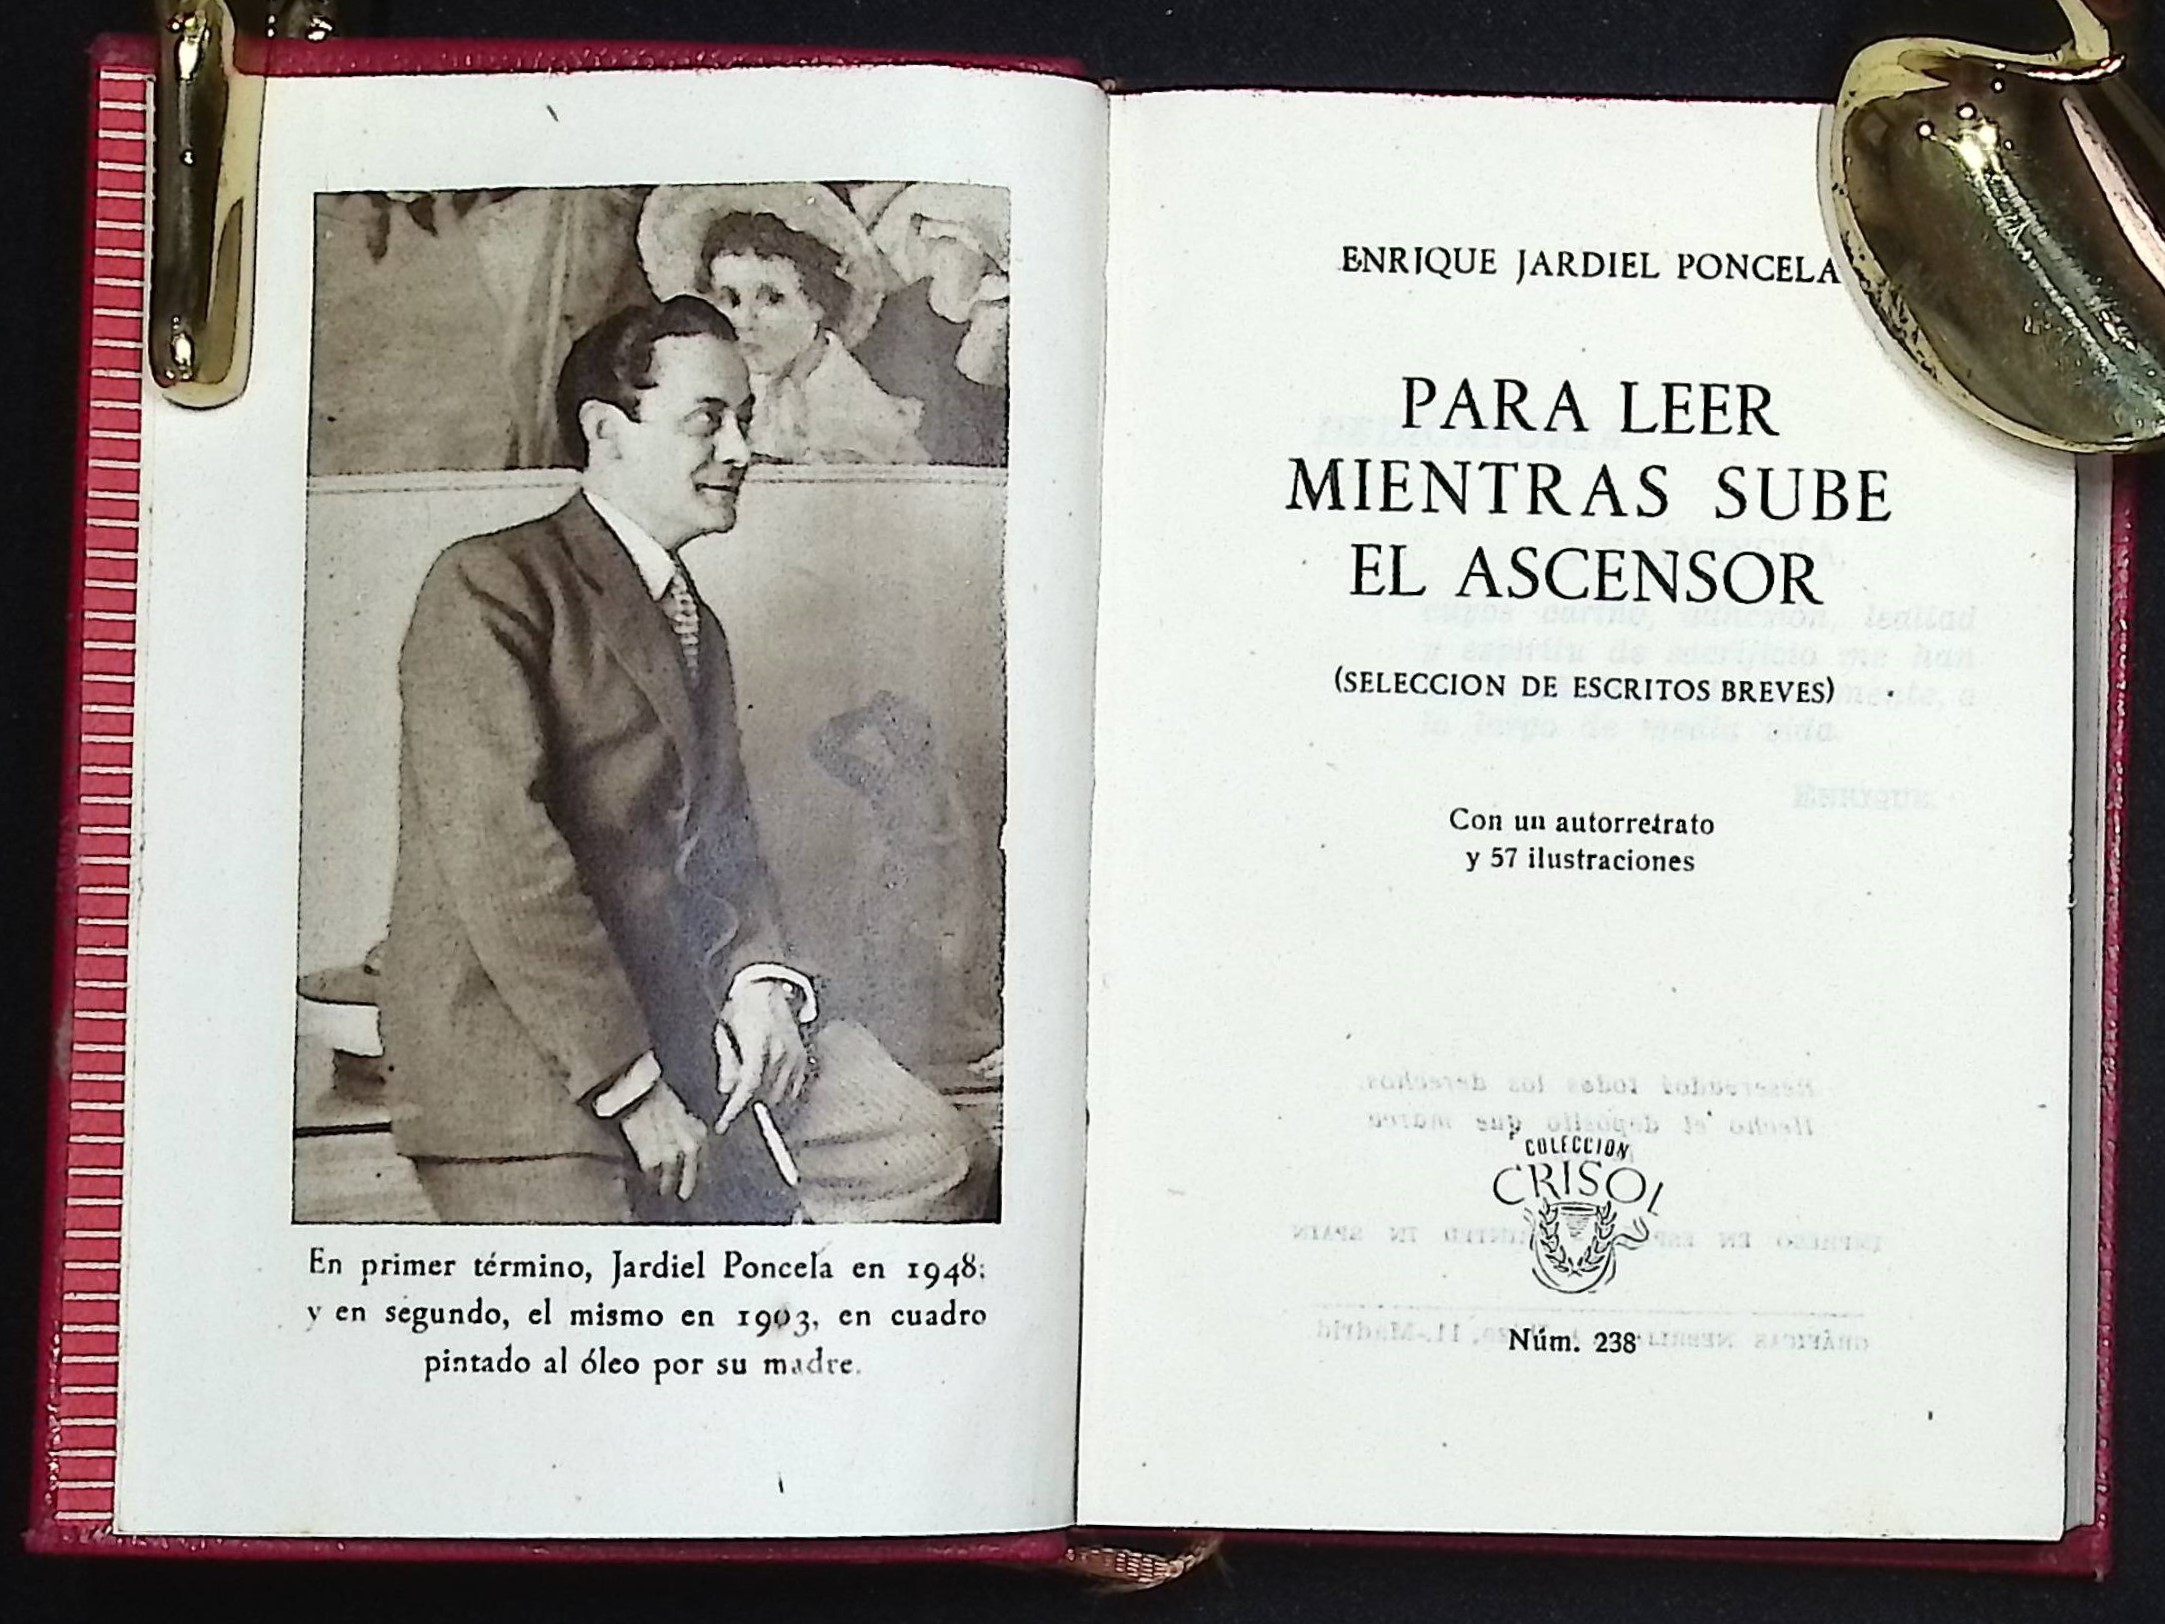 En primer término, Jardiel Poncela en 1948;
y en segundo, el mismo en 1903, en cuadro
pintado al óleo por su madre.
ENRIQUE JARDIEL PONCELA
PARA LEER
MIENTRAS SUBE
EL ASCENSOR
(SELECCION DE ESCRITOS BREVES)
Con un autorretrato
y 57 ilustraciones
COLECCION
CRISOL
Núm. 238